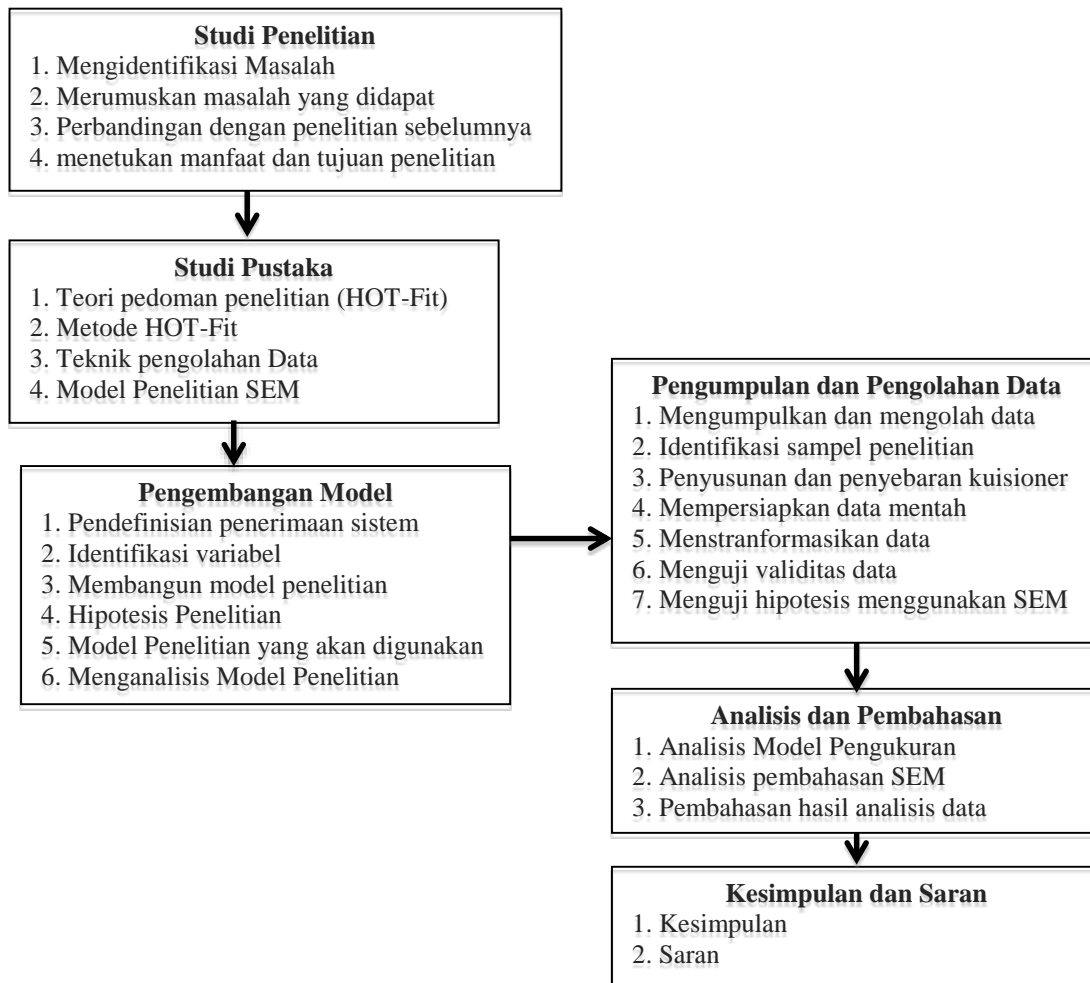 Studi Penelitian
1. Mengidentifikasi Masalah
2. Merumuskan masalah yang didapat
3. Perbandingan dengan penelitian sebelumnya
4. menetukan manfaat dan tujuan penelitian
Studi Pustaka
1. Teori pedoman penelitian (HOT-Fit)
2. Metode HOT-Fit
3. Teknik pengolahan Data
4. Model Penelitian SEM
Pengembangan Model
1. Pendefinisian penerimaan sistem
2. Identifikasi variabel
3. Membangun model penelitian
4. Hipotesis Penelitian
5. Model Penelitian yang akan digunakan
6. Menganalisis Model Penelitian
Pengumpulan dan Pengolahan Data
1. Mengumpulkan dan mengolah data
2. Identifikasi sampel penelitian
3. Penyusunan dan penyebaran kuisioner
4. Mempersiapkan data mentah
5. Menstranformasikan data
6. Menguji validitas data
7. Menguji hipotesis menggunakan SEM
Analisis dan Pembahasan
1. Analisis Model Pengukuran
2. Analisis pembahasan SEM
3. Pembahasan hasil analisis data
Kesimpulan dan Saran
1. Kesimpulan
2. Saran